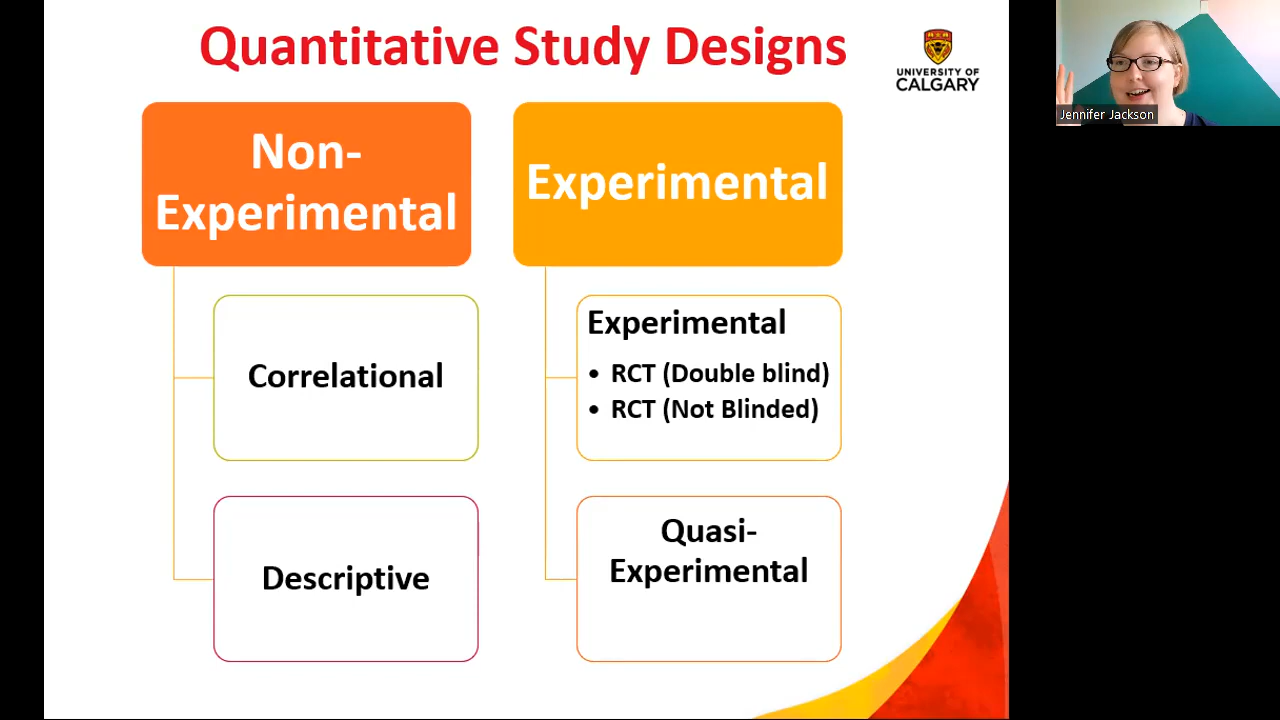 Quantitative Study Designs
UNIVERSITY OF
CALGARY
Jennifer Jackson
Non-
Experimental
Experimental
Correlational
Experimental
• RCT (Double blind)
• RCT (Not Blinded)
Descriptive
Quasi-
Experimental